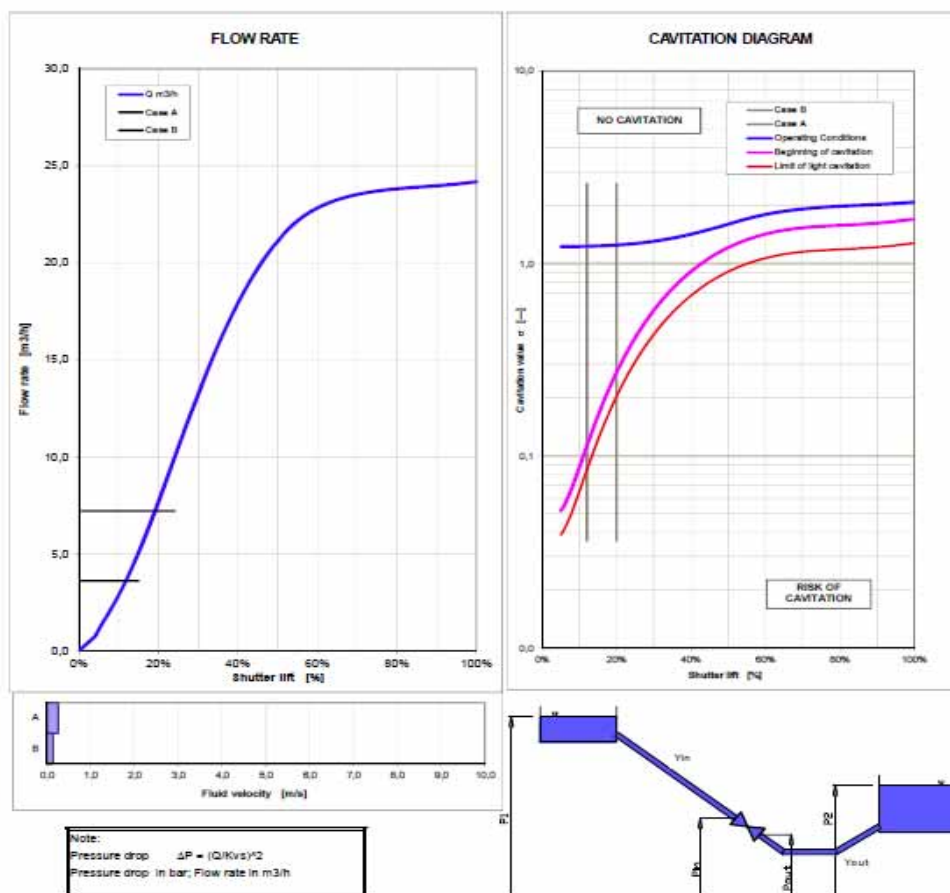 FLOW RATE
30,0
25,0
20,0
15,0
10,0
5,0
0,0
Flow rate [m3/h]
Q m3/h
Case A
Case B
0%
20%
40%
60%
80%
100%
Shutter lift [%]
CAVITATION DIAGRAM
10,0
1,0
0,1
0,0
Cavitation value σ [---]
NO CAVITATION
Case B
Case A
Operating Conditions
Beginning of cavitation
Limit of light cavitation
RISK OF
CAVITATION
0%
20%
40%
60%
80%
100%
Shutter lift [%]
A
B
0,0
1,0
2,0
3,0
4,0
5,0
6,0
7,0
8,0
9,0
10,0
Fluid velocity [m/s]
Note:
Pressure drop ΔP = (Q/Kvs)^2
Pressure drop in bar; Flow rate in m3/h
P1
Yin
Pin
Pout
P2
Yout